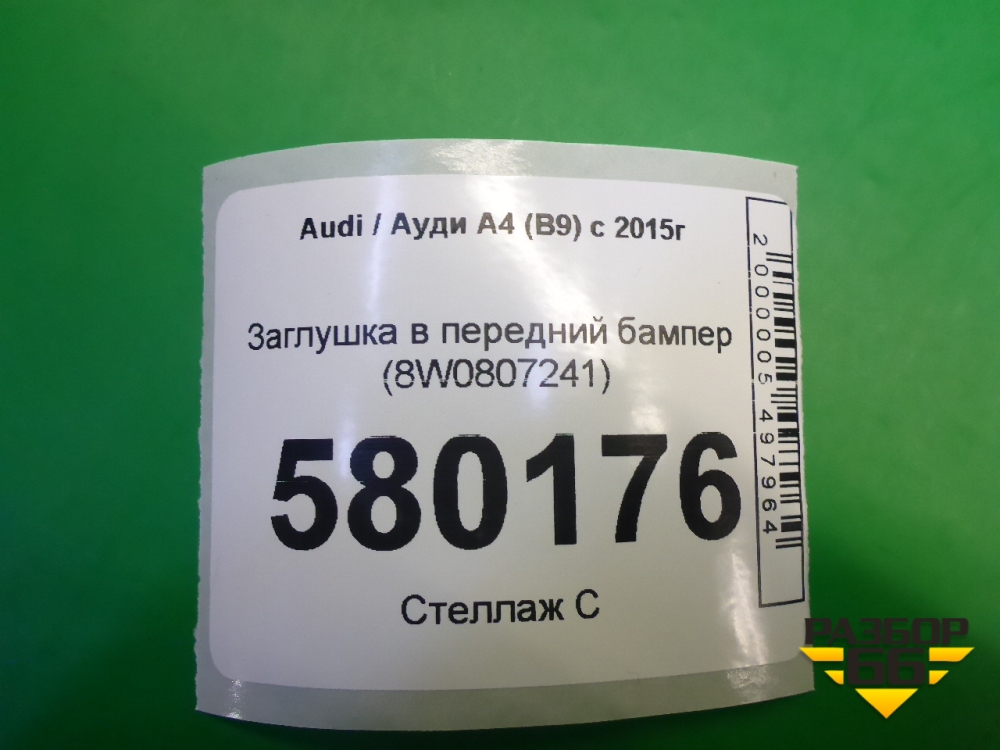 Audi / Ауди А4 (B9) с 2015г
Заглушка в передний бампер
(8W0807241)
580176
Стеллаж С
2000005497964
РАЗБОР
66